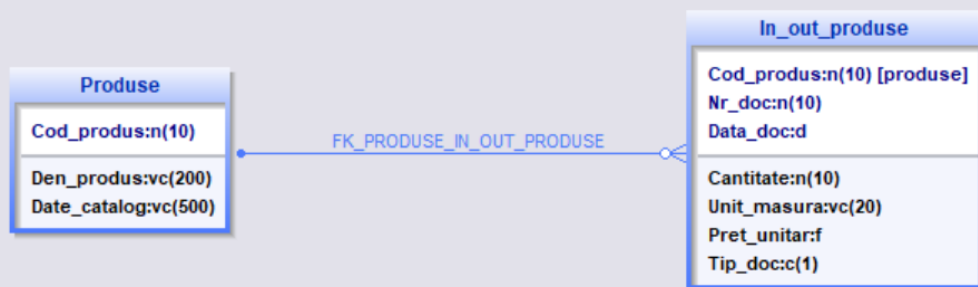 Produse
Cod_produs:n(10)
Den_produs:vc(200)
Date_catalog:vc(500)
FK_PRODUSE_IN_OUT_PRODUSE
In_out_produse
Cod_produs:n(10) [produse]
Nr_doc:n(10)
Data_doc:d
Cantitate:n(10)
Unit_masura:vc(20)
Pret_unitar:f
Tip_doc:c(1)